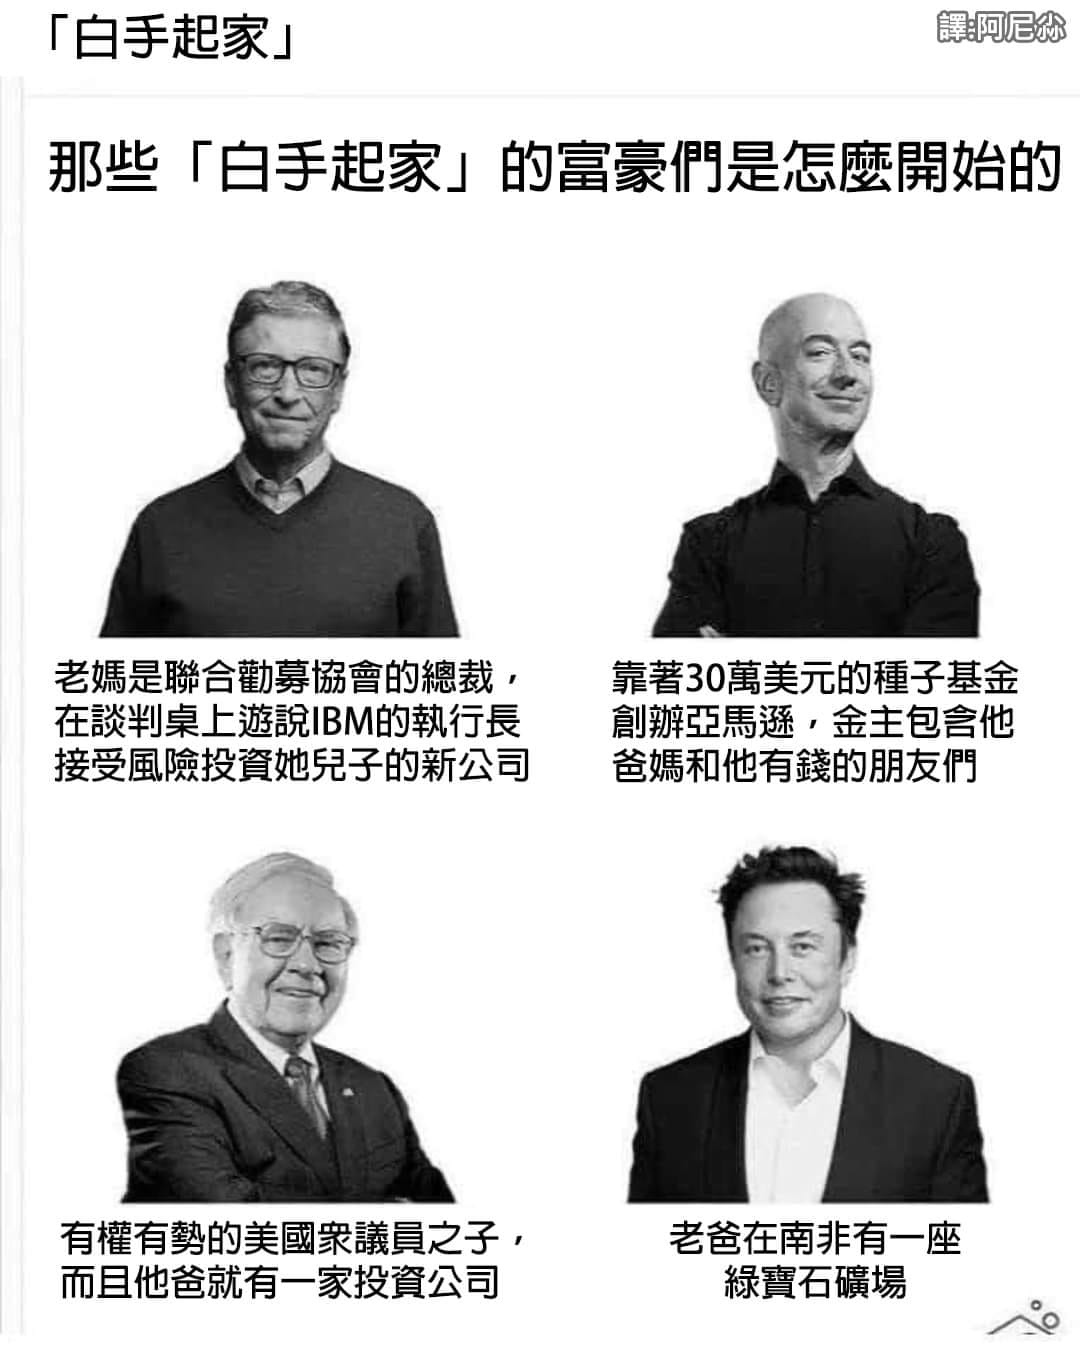 「白手起家」
譯:阿尼尛
那些「白手起家」的富豪們是怎麼開始的
老媽是聯合勸募協會的總裁，
在談判桌上遊說IBM的執行長
接受風險投資她兒子的新公司
靠著30萬美元的種子基金
創辦亞馬遜，金主包含他
爸媽和他有錢的朋友們
有權有勢的美國眾議員之子，
而且他爸就有一家投資公司
老爸在南非有一座
綠寶石礦場